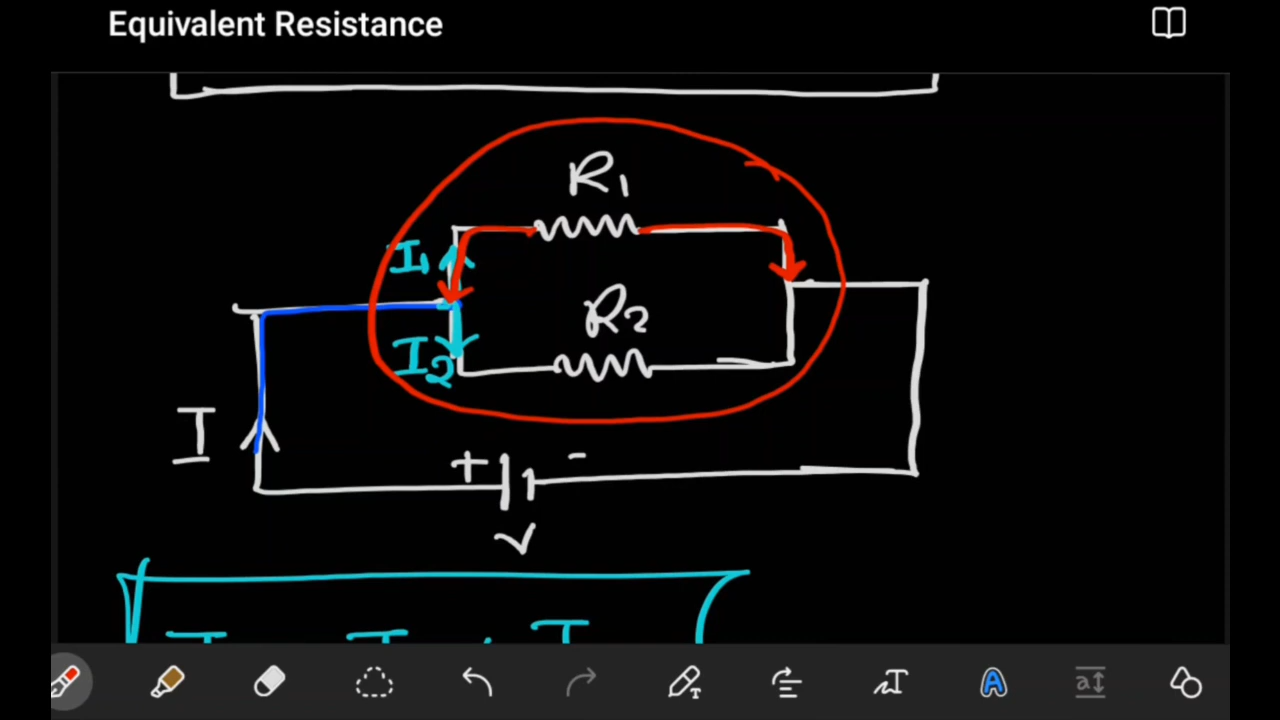 Equivalent Resistance
R1
I1
R2
I2
I
+ -
V